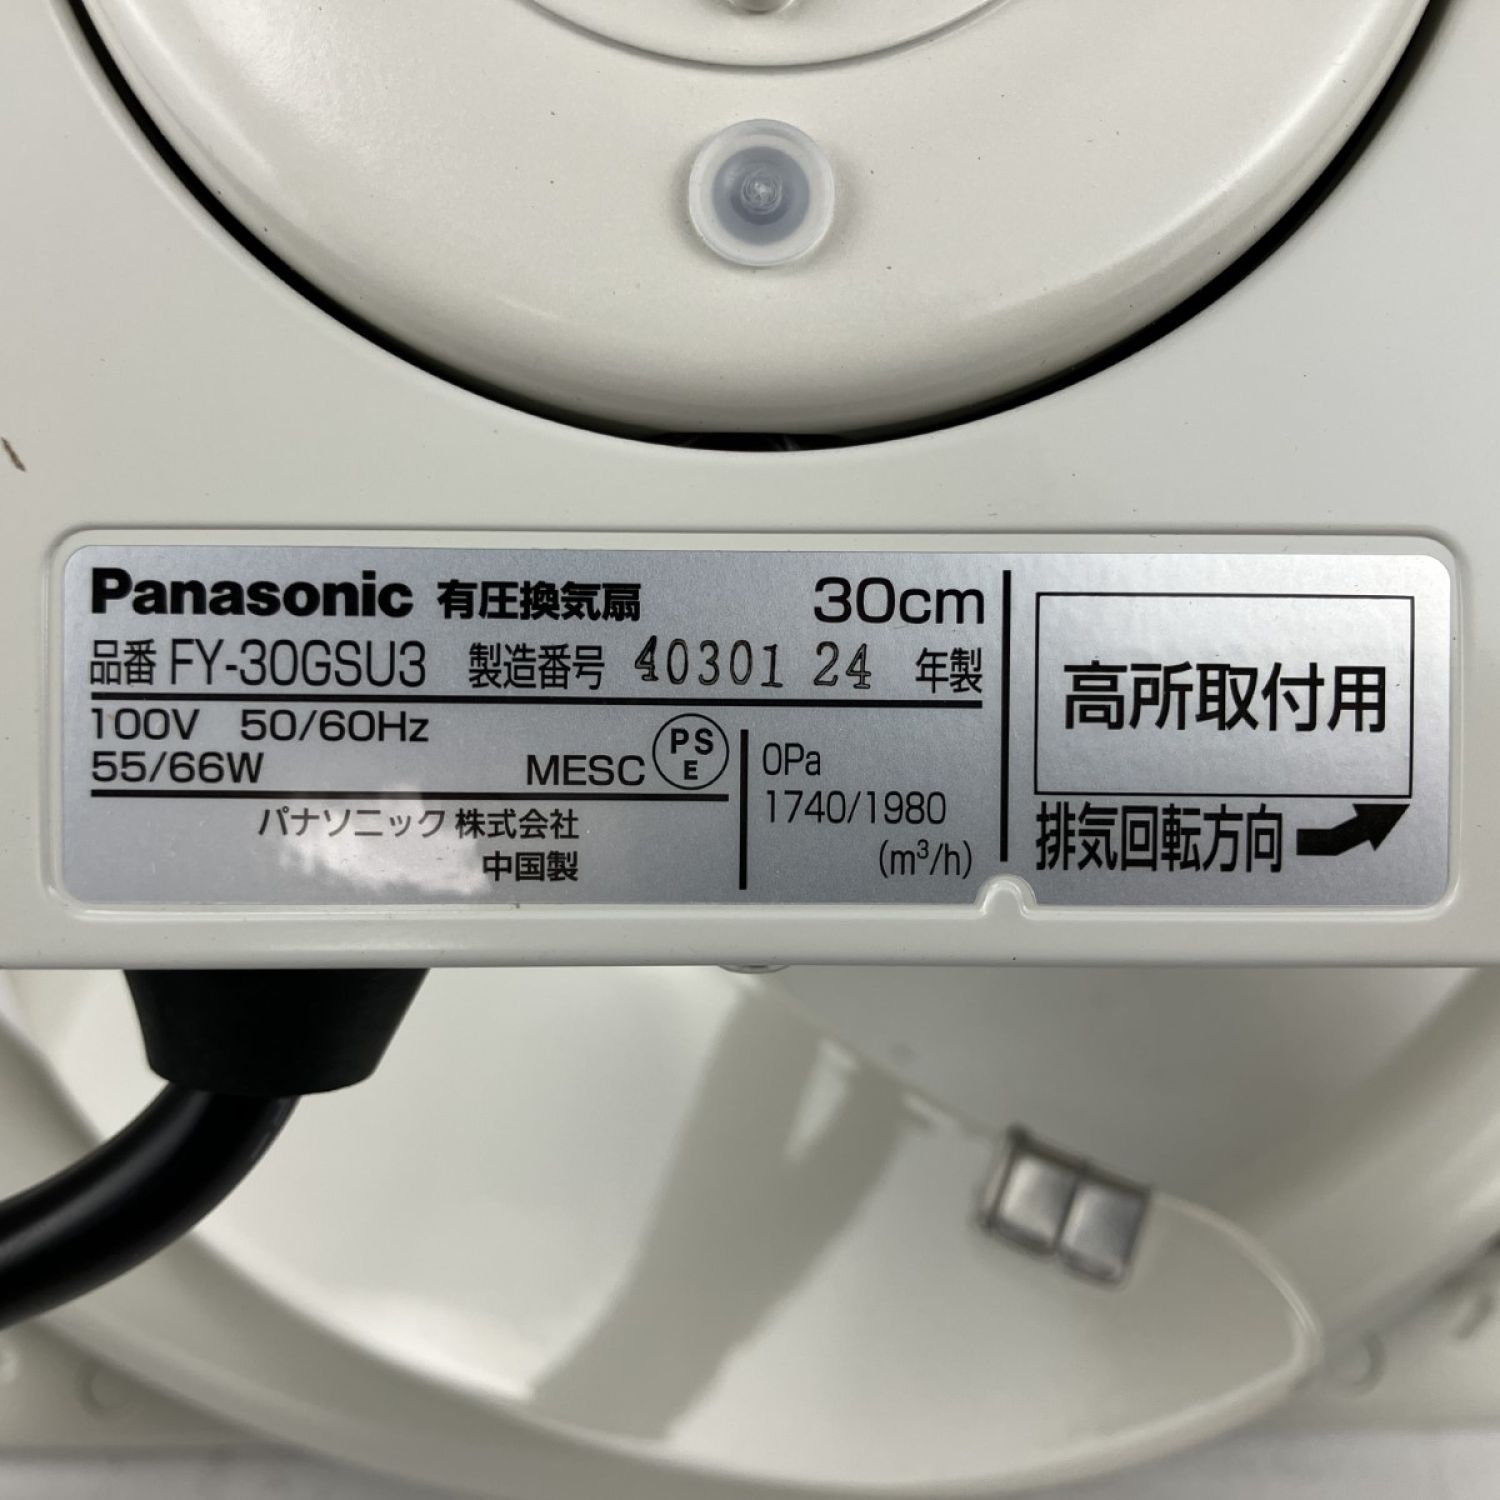 Panasonic 有圧換気扇 30cm
品番 FY-30GSU3 製造番号 40301 24 年製
100V 50/60Hz
55/66W MESC PSE
パナソニック 株式会社
中国製
0Pa
1740/1980
(m³/h)
高所取付用
排気回転方向